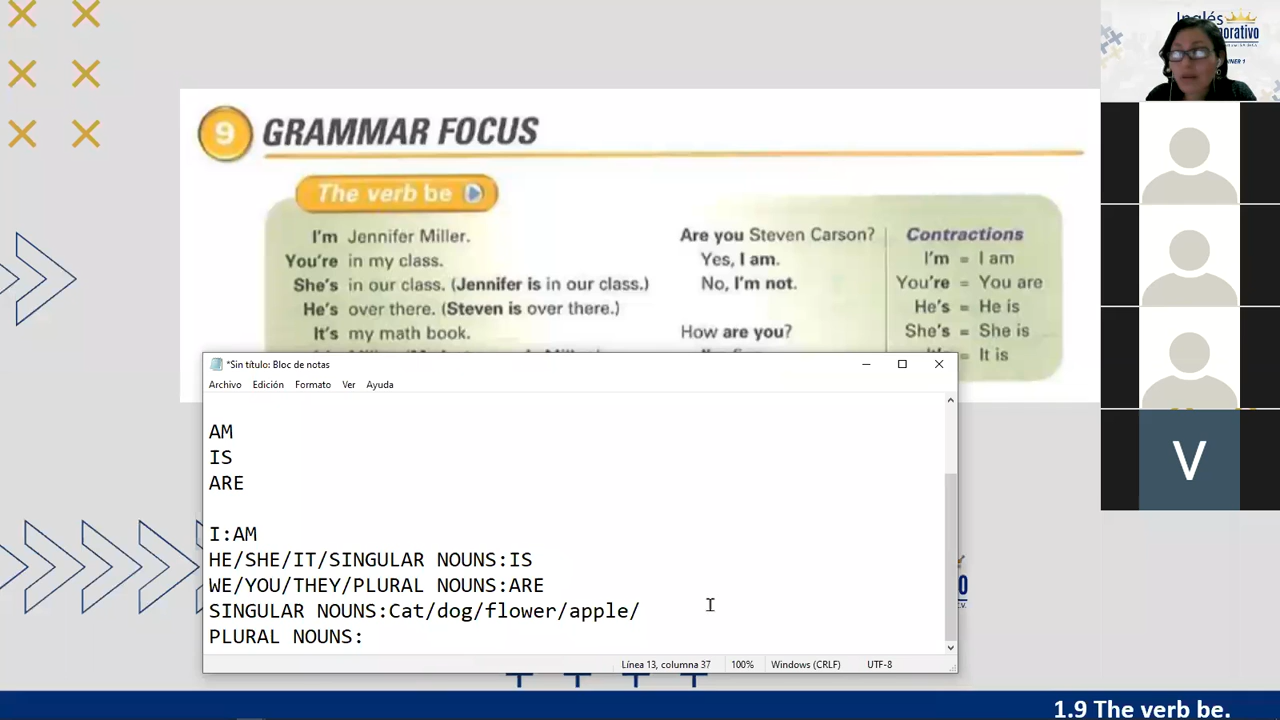 Inglés
9 GRAMMAR FOCUS
The verb be
I'm Jennifer Miller.
You're in my class.
She's in our class. (Jennifer is in our class.)
He's over there. (Steven is over there.)
It's my math book.
Are you Steven Carson?
Yes, I am.
No, I'm not.
How are you?
Contractions
I'm = I am
You're = You are
He's = He is
She's = She is
It's = It is
*Sin título: Bloc de notas
Archivo Edición Formato Ver Ayuda
AM
IS
ARE
I:AM
HE/SHE/IT/SINGULAR NOUNS:IS
WE/YOU/THEY/PLURAL NOUNS:ARE
SINGULAR NOUNS:Cat/dog/flower/apple/
PLURAL NOUNS:
Línea 13, columna 37 100% Windows (CRLF) UTF-8
V
1.9 The verb be.